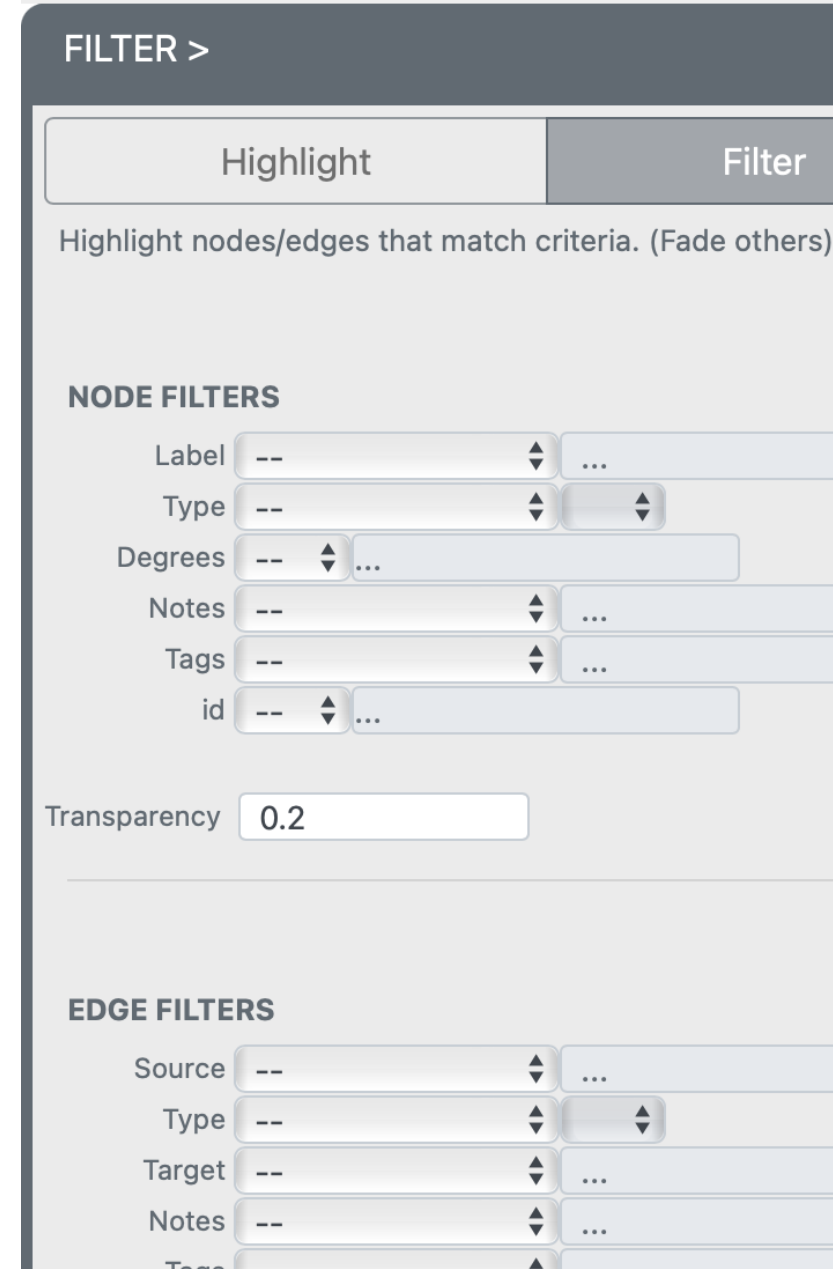 FILTER >
Highlight Filter
Highlight nodes/edges that match criteria. (Fade others)
NODE FILTERS
Label -- ...
Type --
Degrees -- ...
Notes -- ...
Tags -- ...
id -- ...
Transparency 0.2
EDGE FILTERS
Source -- ...
Type --
Target -- ...
Notes -- ...
Tags